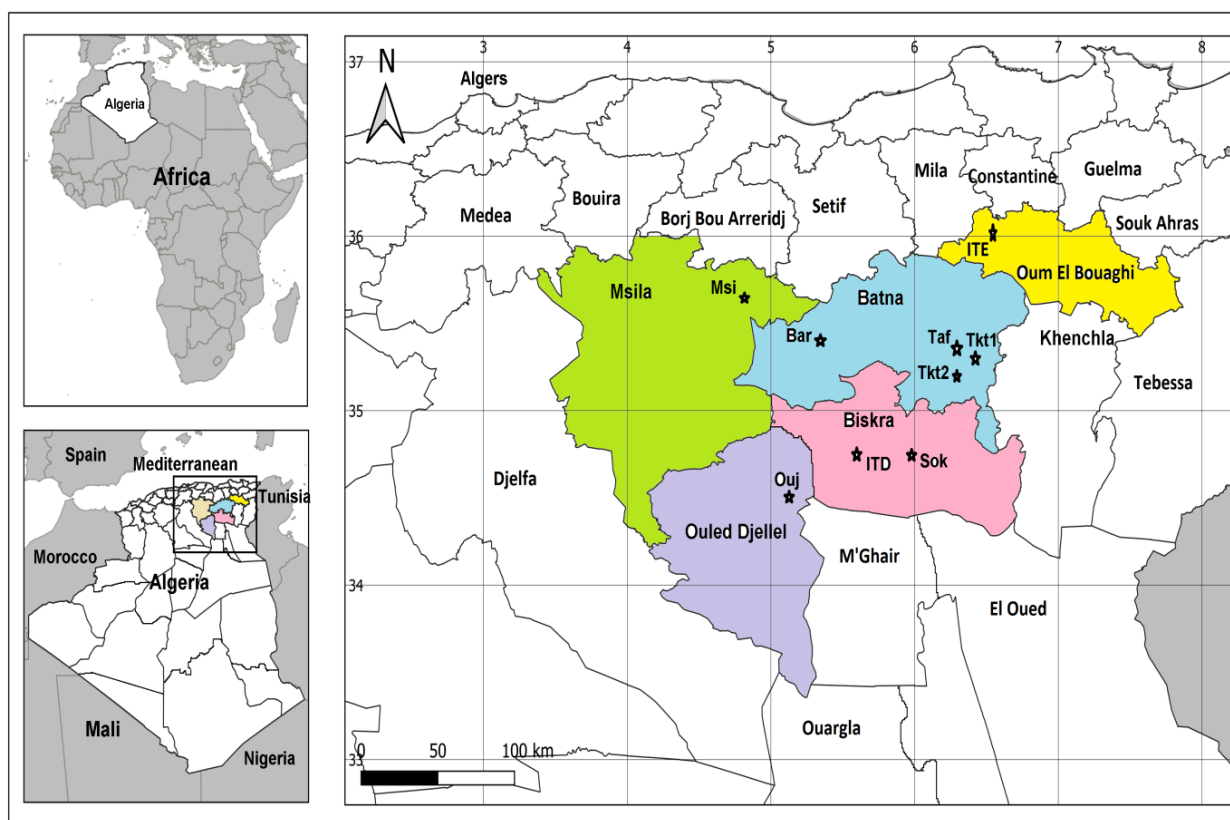 Algeria
Africa
Spain
Mediterranean
Tunisia
Morocco
Algeria
Mali
Nigeria
3 4 5 6 7 8
37
N
Algers
Mila
Constantine
Guelma
Bouira
Medea
Borj Bou Arreridj
Setif
Souk Ahras
36
ITE
Oum El Bouaghi
Msila
Msi
Batna
Bar
Taf
Tkt1
Khenchla
Tkt2
Tebessa
35
Biskra
Djelfa
ITD
Sok
Ouj
Ouled Djellel
M'Ghair
34
El Oued
Ouargla
33
0 50 100 km